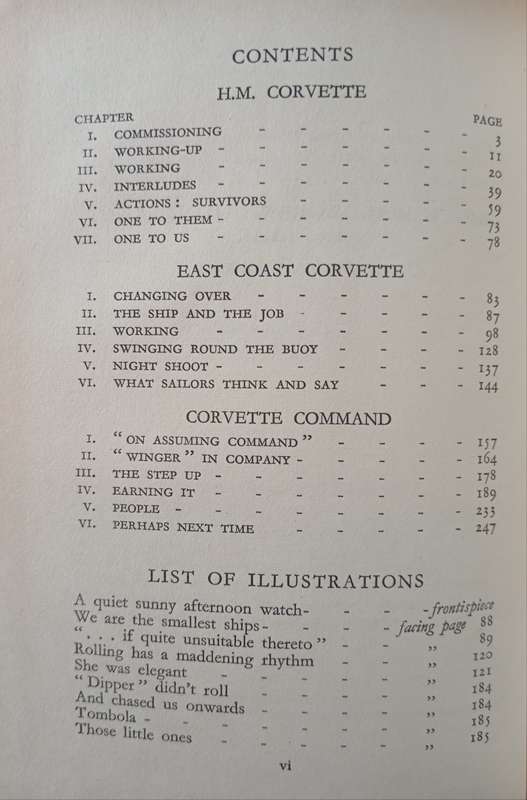 CONTENTS
H.M. CORVETTE
CHAPTER PAGE
I. COMMISSIONING - - - - - - 3
II. WORKING-UP - - - - - - - 11
III. WORKING - - - - - - - 20
IV. INTERLUDES - - - - - - - 39
V. ACTIONS: SURVIVORS - - - - - 59
VI. ONE TO THEM - - - - - - - 73
VII. ONE TO US - - - - - - - 78
EAST COAST CORVETTE
I. CHANGING OVER - - - - - - 83
II. THE SHIP AND THE JOB - - - - - 87
III. WORKING - - - - - - - 98
IV. SWINGING ROUND THE BUOY - - - - 128
V. NIGHT SHOOT - - - - - - - 137
VI. WHAT SAILORS THINK AND SAY - - - 144
CORVETTE COMMAND
I. “ON ASSUMING COMMAND” - - - - 157
II. “WINGER” IN COMPANY - - - - - 164
III. THE STEP UP - - - - - - - 178
IV. EARNING IT - - - - - - - 189
V. PEOPLE - - - - - - - - 233
VI. PERHAPS NEXT TIME - - - - - 247
LIST OF ILLUSTRATIONS
A quiet sunny afternoon watch - - - - frontispiece
We are the smallest ships - - - - facing page 88
“. . . if quite unsuitable thereto” - - - ,, 89
Rolling has a maddening rhythm - - - ,, 120
She was elegant - - - - - ,, 121
“Dipper” didn't roll - - - - ,, 184
And chased us onwards - - - - ,, 184
Tombola - - - - - - - ,, 185
Those little ones - - - - - ,, 185
vi